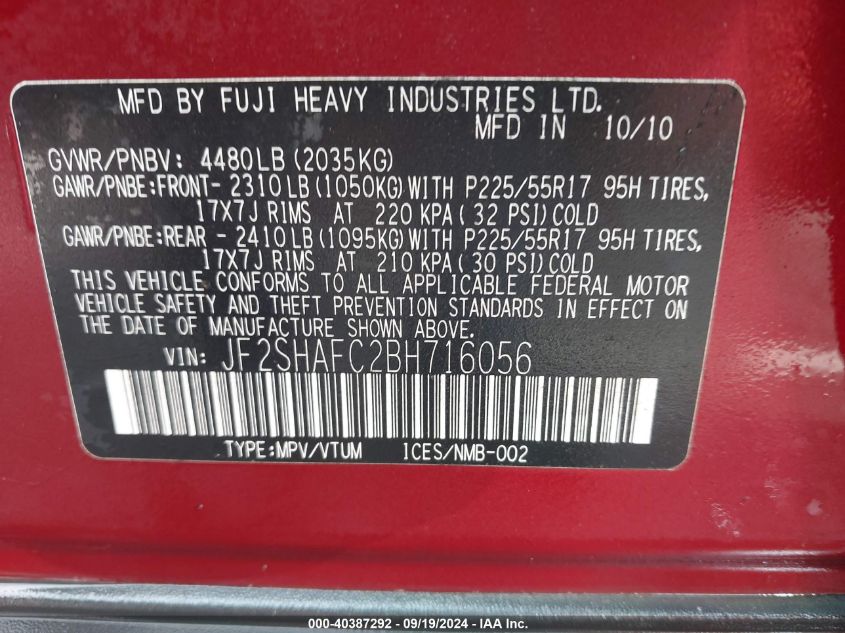 MFD BY FUJI HEAVY INDUSTRIES LTD.
MFD IN 10/10
GVWR/PNBV: 4480LB (2035KG)
GAWR/PNBE:FRONT- 2310LB (1050KG) WITH P225/55R17 95H TIRES,
17X7J RIMS AT 220 KPA ( 32 PSI) COLD
GAWR/PNBE:REAR - 2410LB (1095KG) WITH P225/55R17 95H TIRES,
17X7J RIMS AT 210 KPA ( 30 PSI) COLD
THIS VEHICLE CONFORMS TO ALL APPLICABLE FEDERAL MOTOR
VEHICLE SAFETY AND THEFT PREVENTION STANDARDS IN EFFECT ON
THE DATE OF MANUFACTURE SHOWN ABOVE.
VIN: JF2SHAFC2BH716056
TYPE:MPV/VTUM ICES/NMB-002
000-40387292 - 09/19/2024 - IAA Inc.